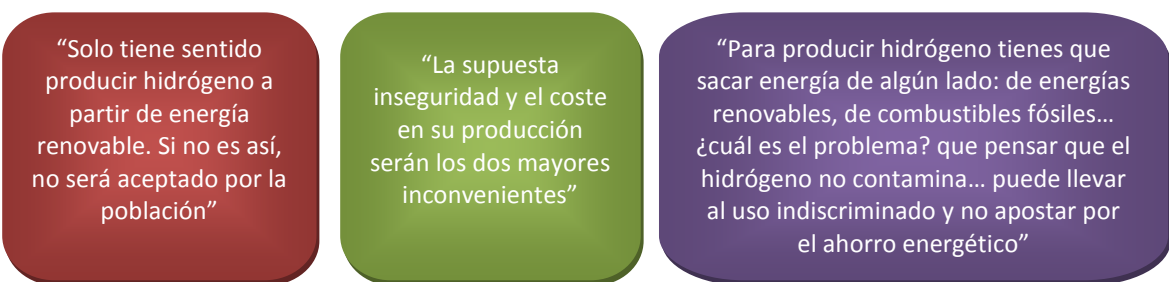 “Solo tiene sentido
producir hidrógeno a
partir de energía
renovable. Si no es así,
no será aceptado por la
población”
“La supuesta
inseguridad y el coste
en su producción
serán los dos mayores
inconvenientes”
“Para producir hidrógeno tienes que
sacar energía de algún lado: de energías
renovables, de combustibles fósiles…
¿cuál es el problema? que pensar que el
hidrógeno no contamina… puede llevar
al uso indiscriminado y no apostar por
el ahorro energético”